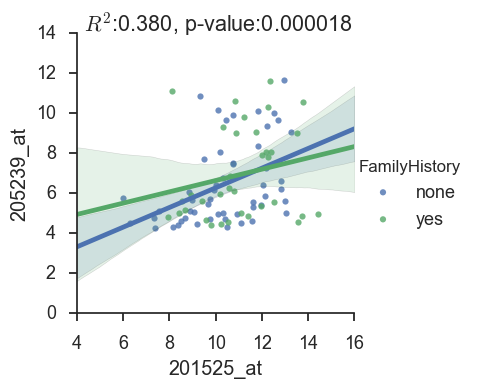 R²:0.380, p-value:0.000018
14
12
10
8
6
4
2
0
205239_at
4 6 8 10 12 14 16
201525_at
FamilyHistory
none
yes